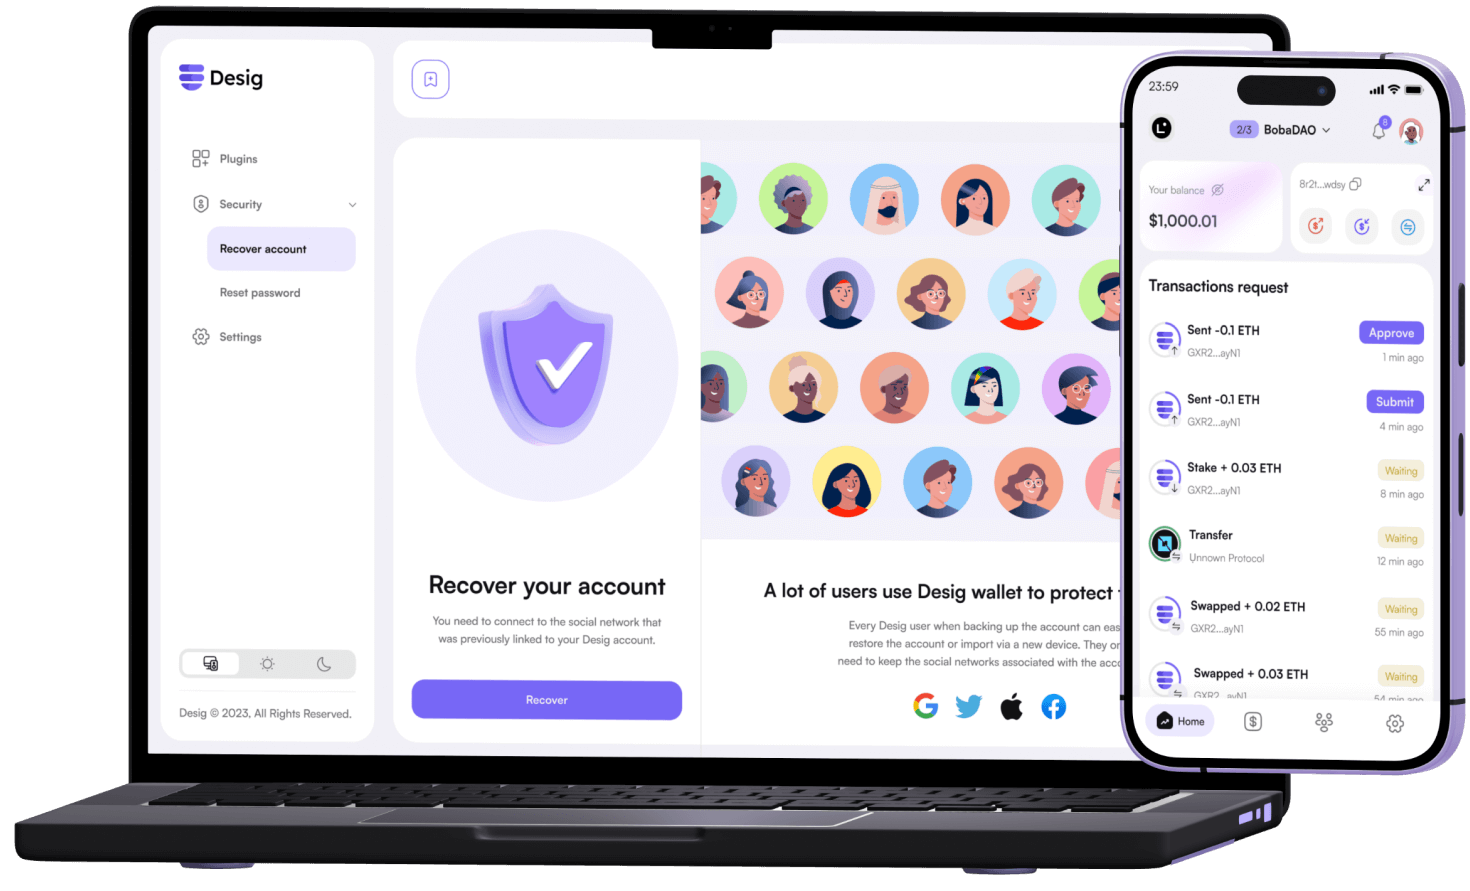 Desig
Plugins
Security
Recover account
Reset password
Settings
Desig © 2023, All Rights Reserved.
Recover your account
You need to connect to the social network that
was previously linked to your Desig account.
Recover
A lot of users use Desig wallet to protect
Every Desig user when backing up the account can eas
restore the account or import via a new device. They or
need to keep the social networks associated with the acco
23:59
2/3 BobaDAO
8
Your balance
$1,000.01
8r2t...wdsy
Transactions request
Sent -0.1 ETH
Approve
GXR2...ayN1
1 min ago
Sent -0.1 ETH
Submit
GXR2...ayN1
4 min ago
Stake + 0.03 ETH
Waiting
GXR2...ayN1
8 min ago
Transfer
Waiting
Unnown Protocol
12 min ago
Swapped + 0.02 ETH
Waiting
GXR2...ayN1
55 min ago
Swapped + 0.03 ETH
Waiting
GXR2...ayN1
54 min ago
Home